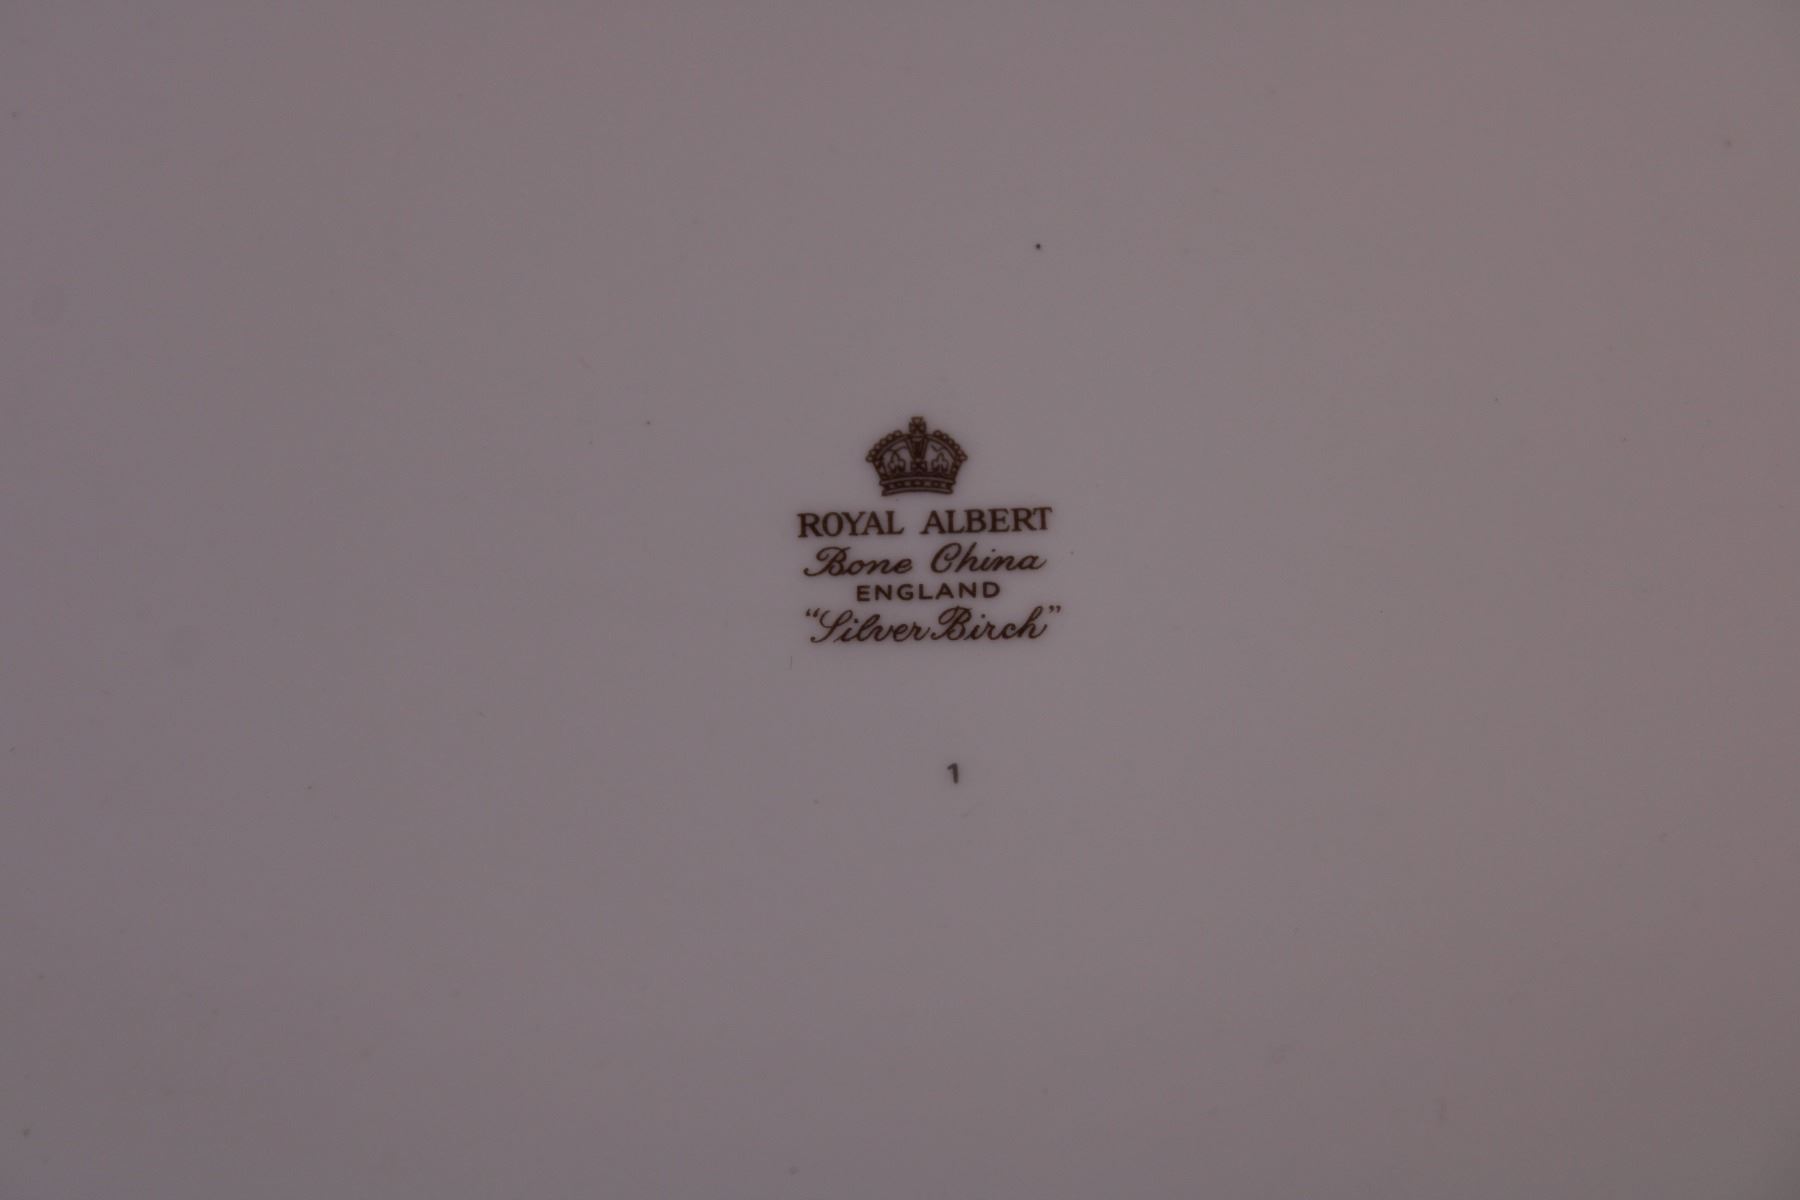 ROYAL ALBERT
Bone China
ENGLAND
"Silver Birch"
1